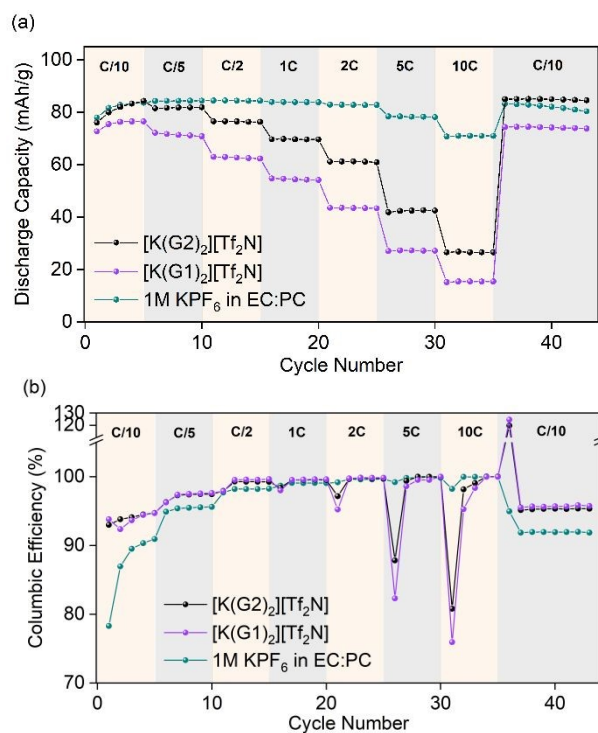 (a)
100
80
60
40
20
0
Discharge Capacity (mAh/g)
C/10 C/5 C/2 1C 2C 5C 10C C/10
[K(G2)₂][Tf₂N]
[K(G1)₂][Tf₂N]
1M KPF₆ in EC:PC
0 10 20 30 40
Cycle Number
(b)
130
120
100
90
80
70
Columbic Efficiency (%)
C/10 C/5 C/2 1C 2C 5C 10C C/10
[K(G2)₂][Tf₂N]
[K(G1)₂][Tf₂N]
1M KPF₆ in EC:PC
0 10 20 30 40
Cycle Number